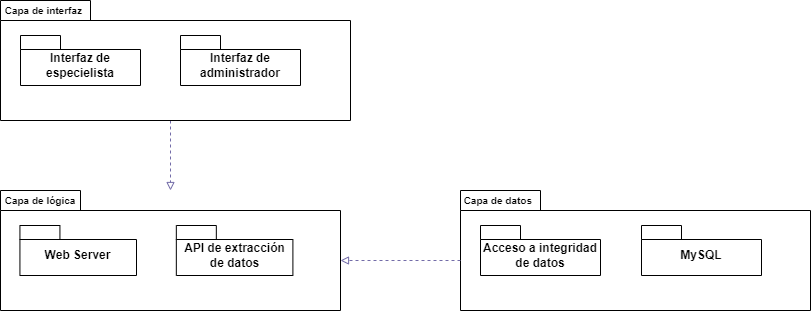 Capa de interfaz
Interfaz de
especielista
Interfaz de
administrador
Capa de lógica
Web Server
API de extracción
de datos
Capa de datos
Acceso a integridad
de datos
MySQL